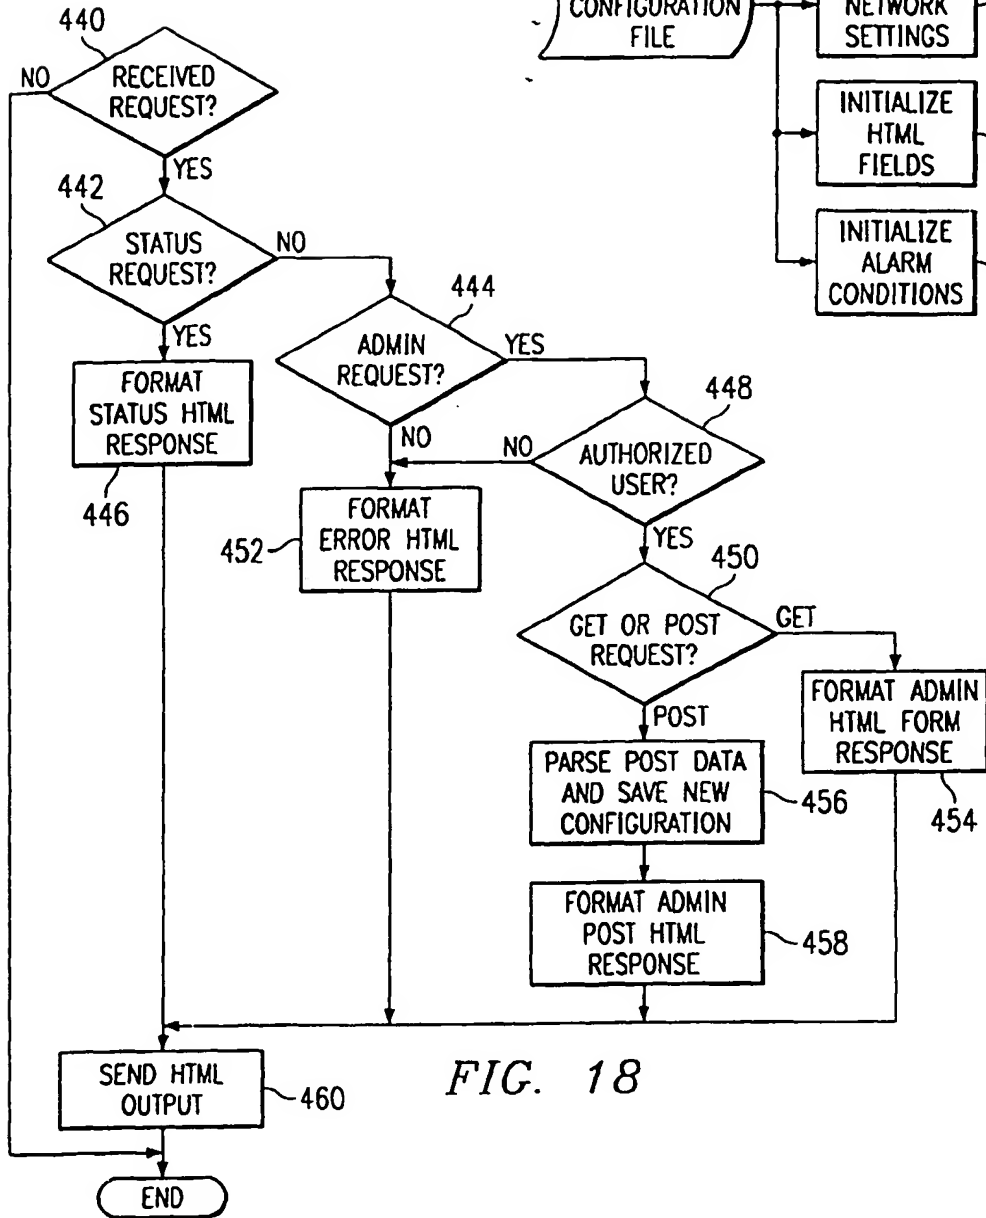 CONFIGURATION
FILE
NETWORK
SETTINGS
INITIALIZE
HTML
FIELDS
INITIALIZE
ALARM
CONDITIONS
440
NO
RECEIVED
REQUEST?
YES
442
STATUS
REQUEST?
NO
YES
444
ADMIN
REQUEST?
YES
NO
FORMAT
STATUS HTML
RESPONSE
446
448
NO
AUTHORIZED
USER?
YES
452
FORMAT
ERROR HTML
RESPONSE
450
GET OR POST
REQUEST?
GET
POST
FORMAT ADMIN
HTML FORM
RESPONSE
454
PARSE POST DATA
AND SAVE NEW
CONFIGURATION
456
FORMAT ADMIN
POST HTML
RESPONSE
458
SEND HTML
OUTPUT
460
FIG. 18
END